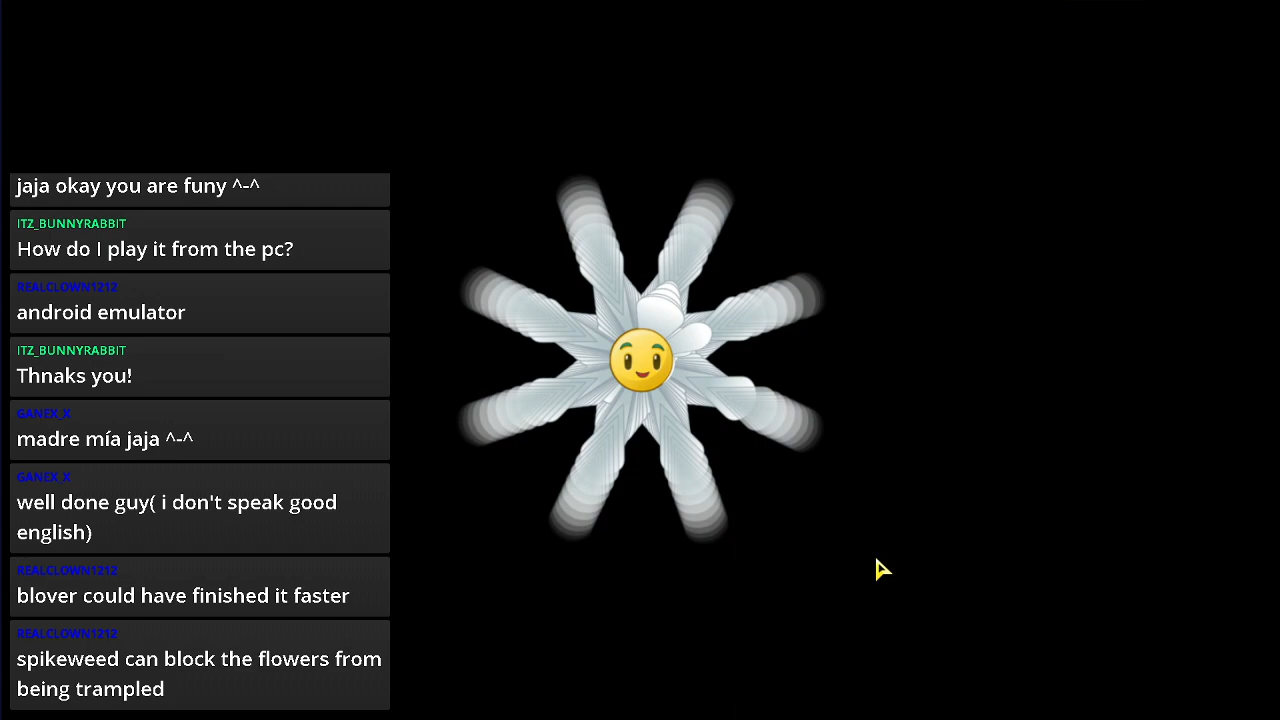 jaja okay you are funy ^-^
ITZ_BUNNYRABBIT
How do I play it from the pc?
REALCLOWN1212
android emulator
ITZ_BUNNYRABBIT
Thnaks you!
GANEX_X
madre mía jaja ^-^
GANEX_X
well done guy( i don't speak good
english)
REALCLOWN1212
blover could have finished it faster
REALCLOWN1212
spikeweed can block the flowers from
being trampled